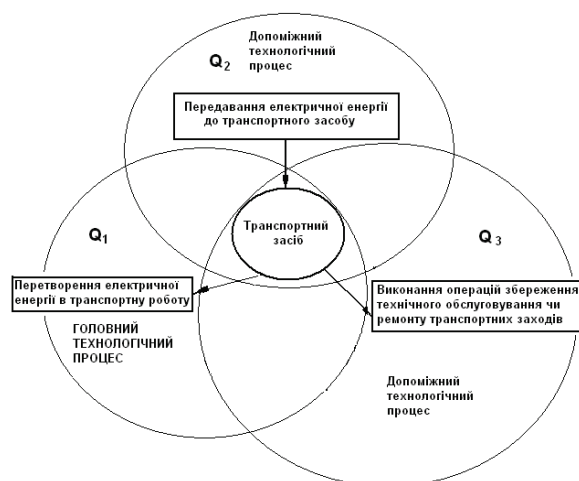 Допоміжний
технологічний
процес
Q2
Передавання електричної енергії
до транспортного засобу
Транспортний
засіб
Q1
Q3
Перетворення електричної
енергії в транспортну роботу
ГОЛОВНИЙ
ТЕХНОЛОГІЧНИЙ
ПРОЦЕС
Виконання операцій збереження
технічного обслуговування чи
ремонту транспортних заходів
Допоміжний
технологічний
процес